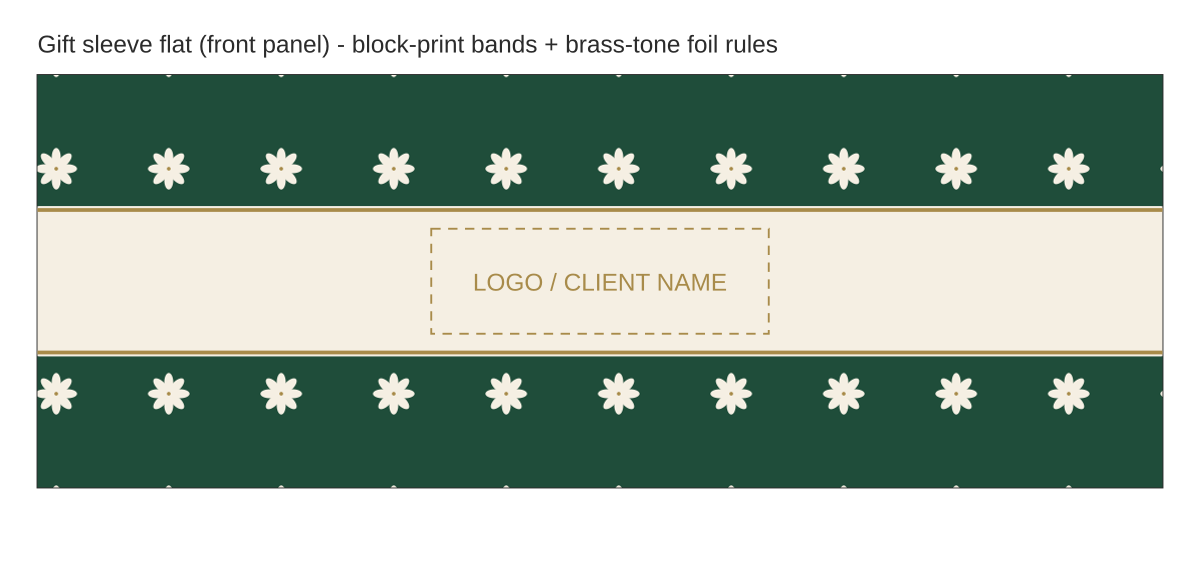 Gift sleeve flat (front panel) - block-print bands + brass-tone foil rules
LOGO / CLIENT NAME